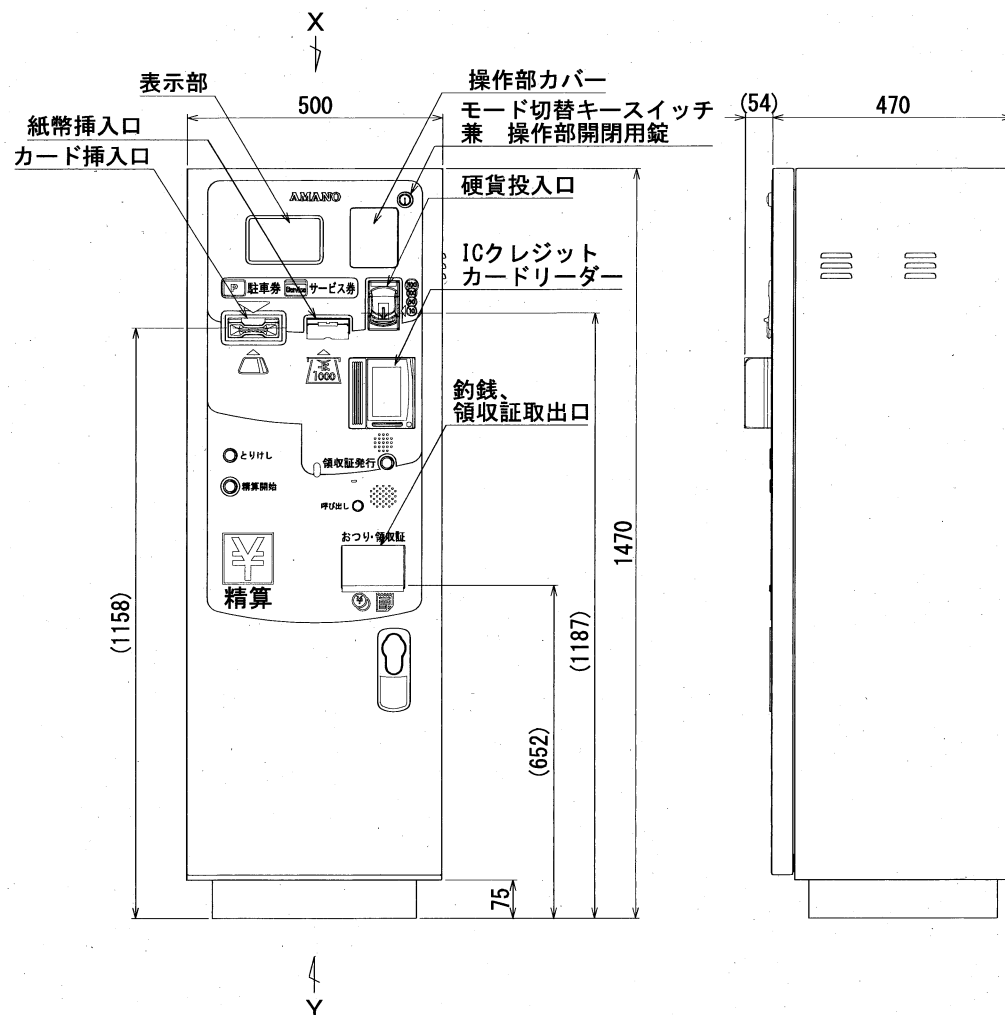 X
表示部
操作部カバー
500
(54)
470
モード切替キースイッチ
兼　操作部開閉用錠
紙幣挿入口
カード挿入口
硬貨投入口
AMANO
ICクレジット
カードリーダー
P 駐車券 Service サービス券
1000
釣銭、
領収証取出口
とりけし
領収証発行
精算開始
呼び出し
おつり・領収証
¥
精算
¥
1470
(1158)
(1187)
(652)
75
Y